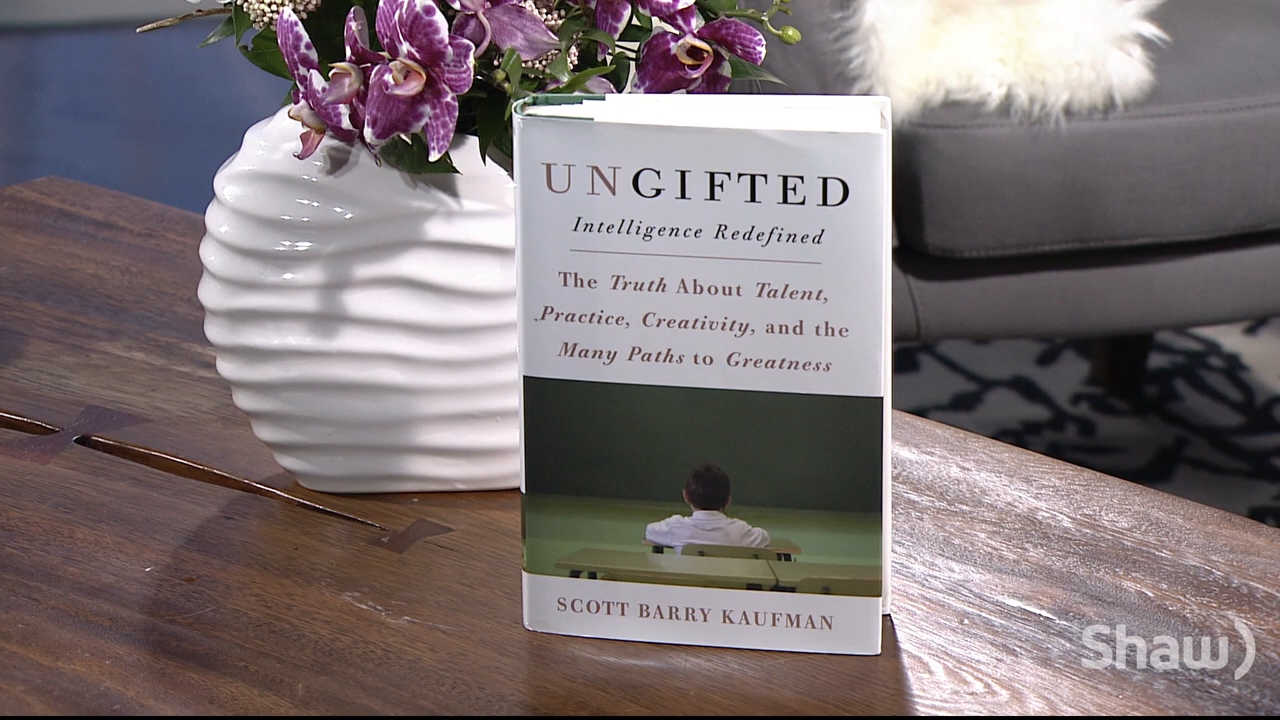 UNGIFTED
Intelligence Redefined
The Truth About Talent,
Practice, Creativity, and the
Many Paths to Greatness
SCOTT BARRY KAUFMAN
Shaw)